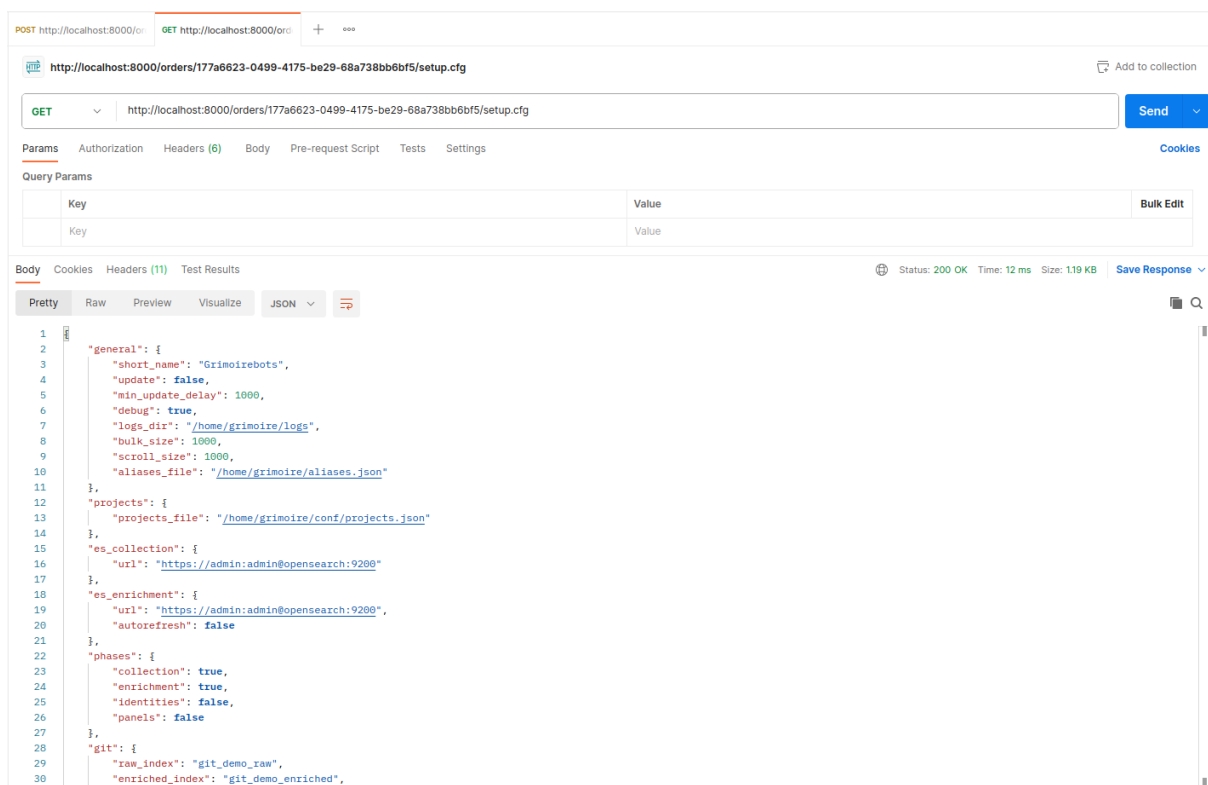 POST http://localhost:8000/or GET http://localhost:8000/ord + ooo
HTTP http://localhost:8000/orders/177a6623-0499-4175-be29-68a738bb6bf5/setup.cfg Add to collection
GET http://localhost:8000/orders/177a6623-0499-4175-be29-68a738bb6bf5/setup.cfg Send
Params Authorization Headers (6) Body Pre-request Script Tests Settings Cookies
Query Params
Key Value Bulk Edit
Key Value
Body Cookies Headers (11) Test Results Status: 200 OK Time: 12 ms Size: 1.19 KB Save Response
Pretty Raw Preview Visualize JSON
1 {
2 "general": {
3 "short_name": "Grimoirebots",
4 "update": false,
5 "min_update_delay": 1000,
6 "debug": true,
7 "logs_dir": "/home/grimoire/logs",
8 "bulk_size": 1000,
9 "scroll_size": 1000,
10 "aliases_file": "/home/grimoire/aliases.json"
11 },
12 "projects": {
13 "projects_file": "/home/grimoire/conf/projects.json"
14 },
15 "es_collection": {
16 "url": "https://admin:admin@opensearch:9200"
17 },
18 "es_enrichment": {
19 "url": "https://admin:admin@opensearch:9200",
20 "autorefresh": false
21 },
22 "phases": {
23 "collection": true,
24 "enrichment": true,
25 "identities": false,
26 "panels": false
27 },
28 "git": {
29 "raw_index": "git_demo_raw",
30 "enriched_index": "git_demo_enriched",